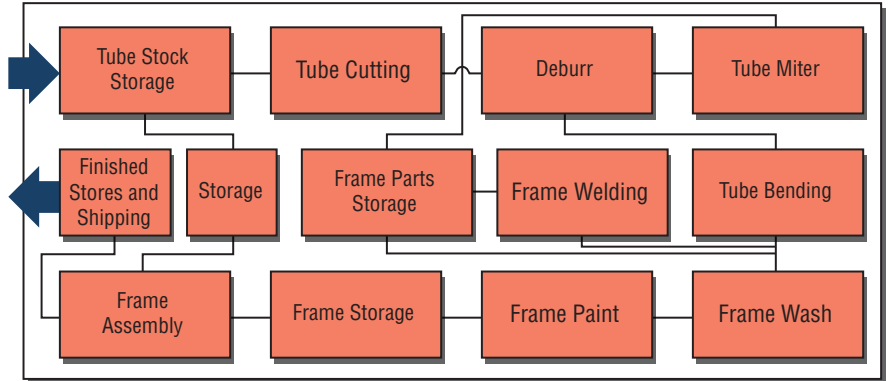 Tube Stock
Storage
Tube Cutting
Deburr
Tube Miter
Finished
Stores and
Shipping
Storage
Frame Parts
Storage
Frame Welding
Tube Bending
Frame
Assembly
Frame Storage
Frame Paint
Frame Wash